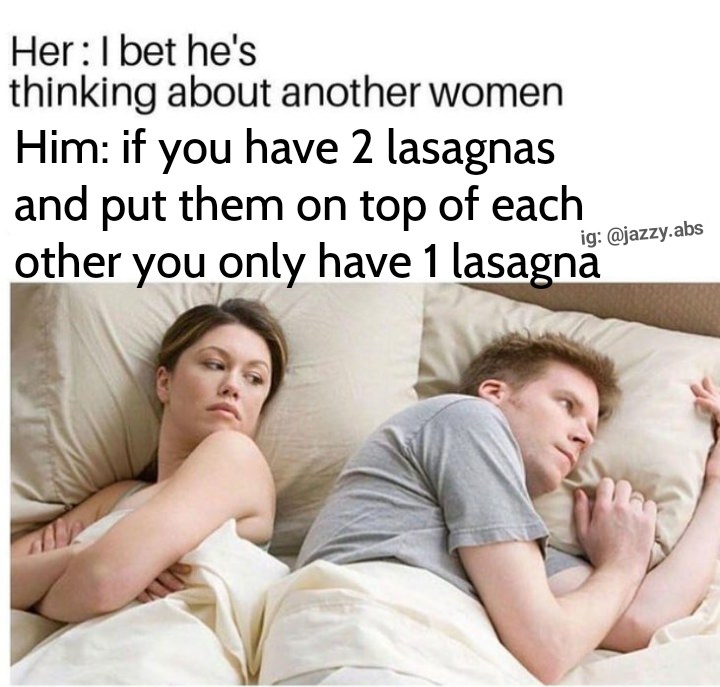 Her : I bet he's
thinking about another women
Him: if you have 2 lasagnas
and put them on top of each
other you only have 1 lasagna
ig: @jazzy.abs